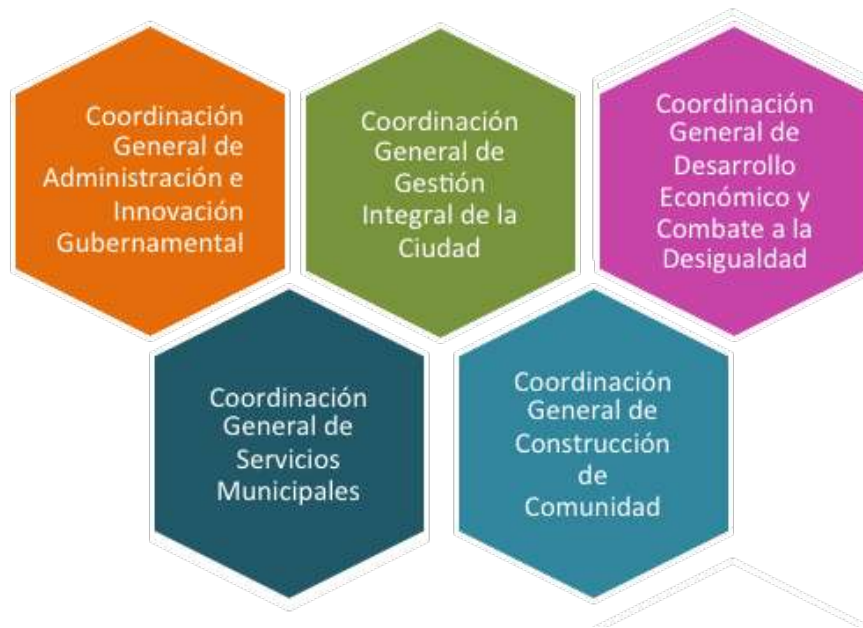 Coordinación
General de
Administración e
Innovación
Gubernamental
Coordinación
General de
Gestión
Integral de la
Ciudad
Coordinación
General de
Desarrollo
Económico y
Combate a la
Desigualdad
Coordinación
General de
Servicios
Municipales
Coordinación
General de
Construcción
de
Comunidad